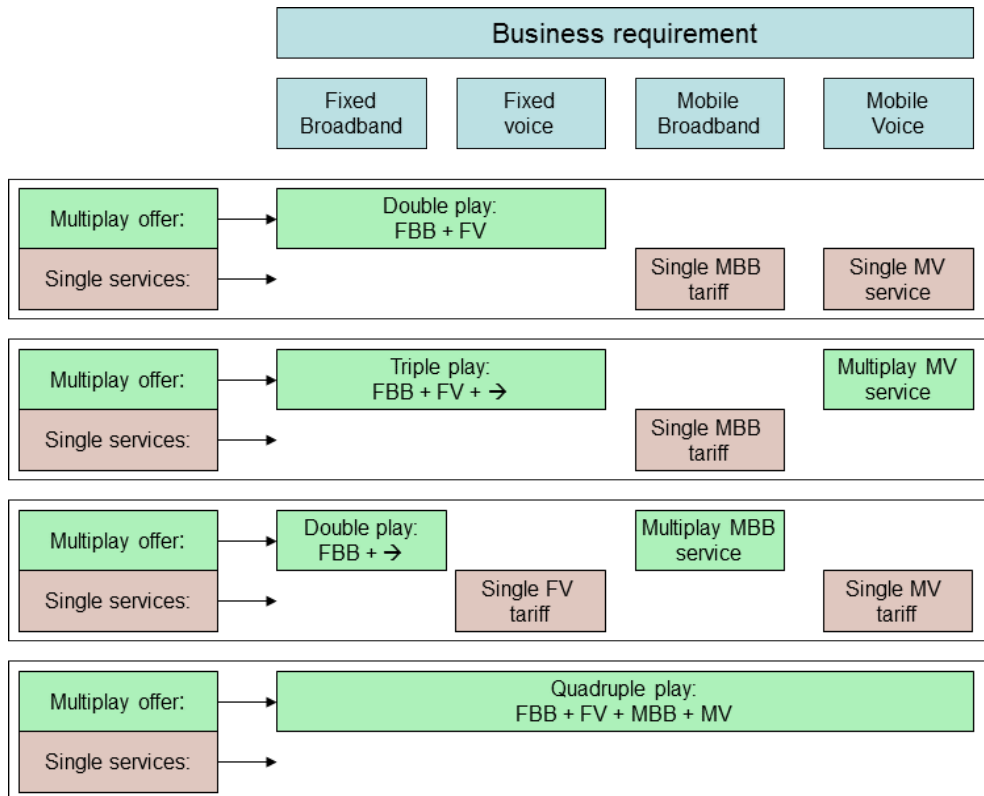 Business requirement
Fixed
Broadband
Fixed
voice
Mobile
Broadband
Mobile
Voice
Multiplay offer:
Double play:
FBB + FV
Single services:
Single MBB
tariff
Single MV
service
Multiplay offer:
Triple play:
FBB + FV + →
Multiplay MV
service
Single services:
Single MBB
tariff
Multiplay offer:
Double play:
FBB + →
Multiplay MBB
service
Single services:
Single FV
tariff
Single MV
tariff
Multiplay offer:
Quadruple play:
FBB + FV + MBB + MV
Single services: